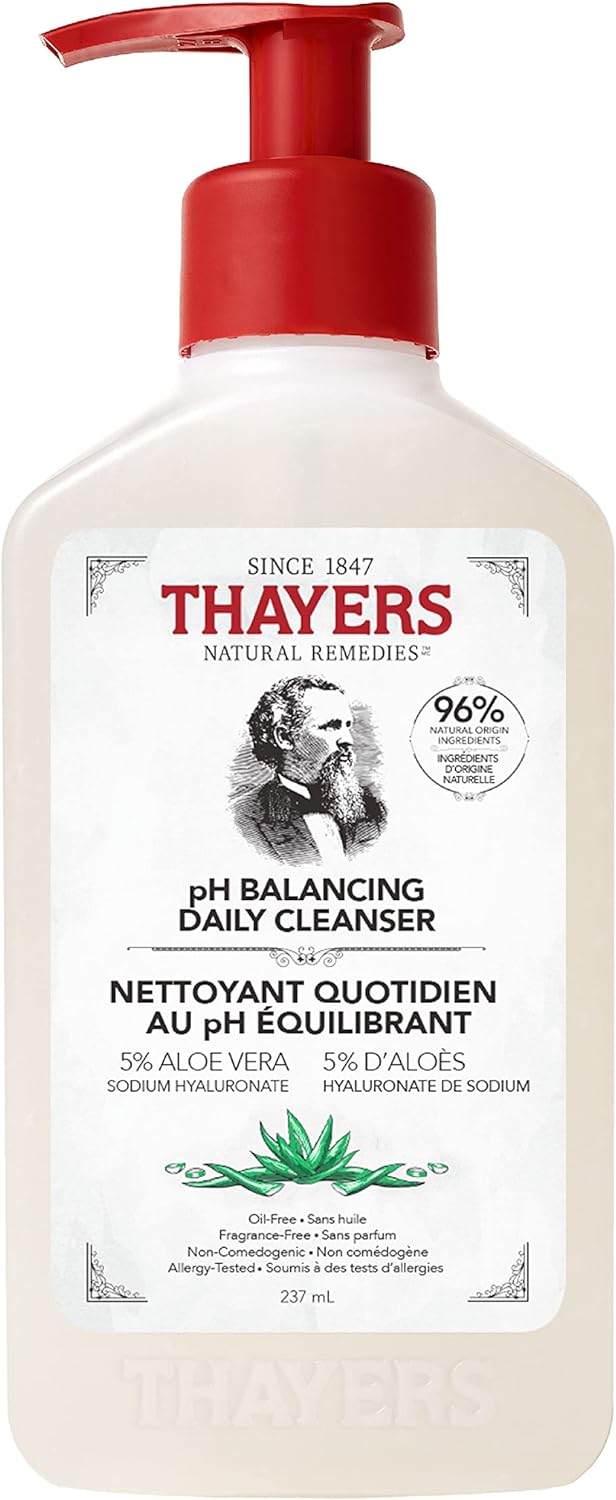 SINCE 1847
THAYERS
NATURAL REMEDIES™ MC
96%
NATURAL ORIGIN
INGREDIENTS
INGRÉDIENTS
D'ORIGINE
NATURELLE
pH BALANCING
DAILY CLEANSER
NETTOYANT QUOTIDIEN
AU pH ÉQUILIBRANT
5% ALOE VERA
SODIUM HYALURONATE
5% D'ALOÈS
HYALURONATE DE SODIUM
Oil-Free • Sans huile
Fragrance-Free • Sans parfum
Non-Comedogenic • Non comédogène
Allergy-Tested • Soumis à des tests d'allergies
237 mL
THAYERS